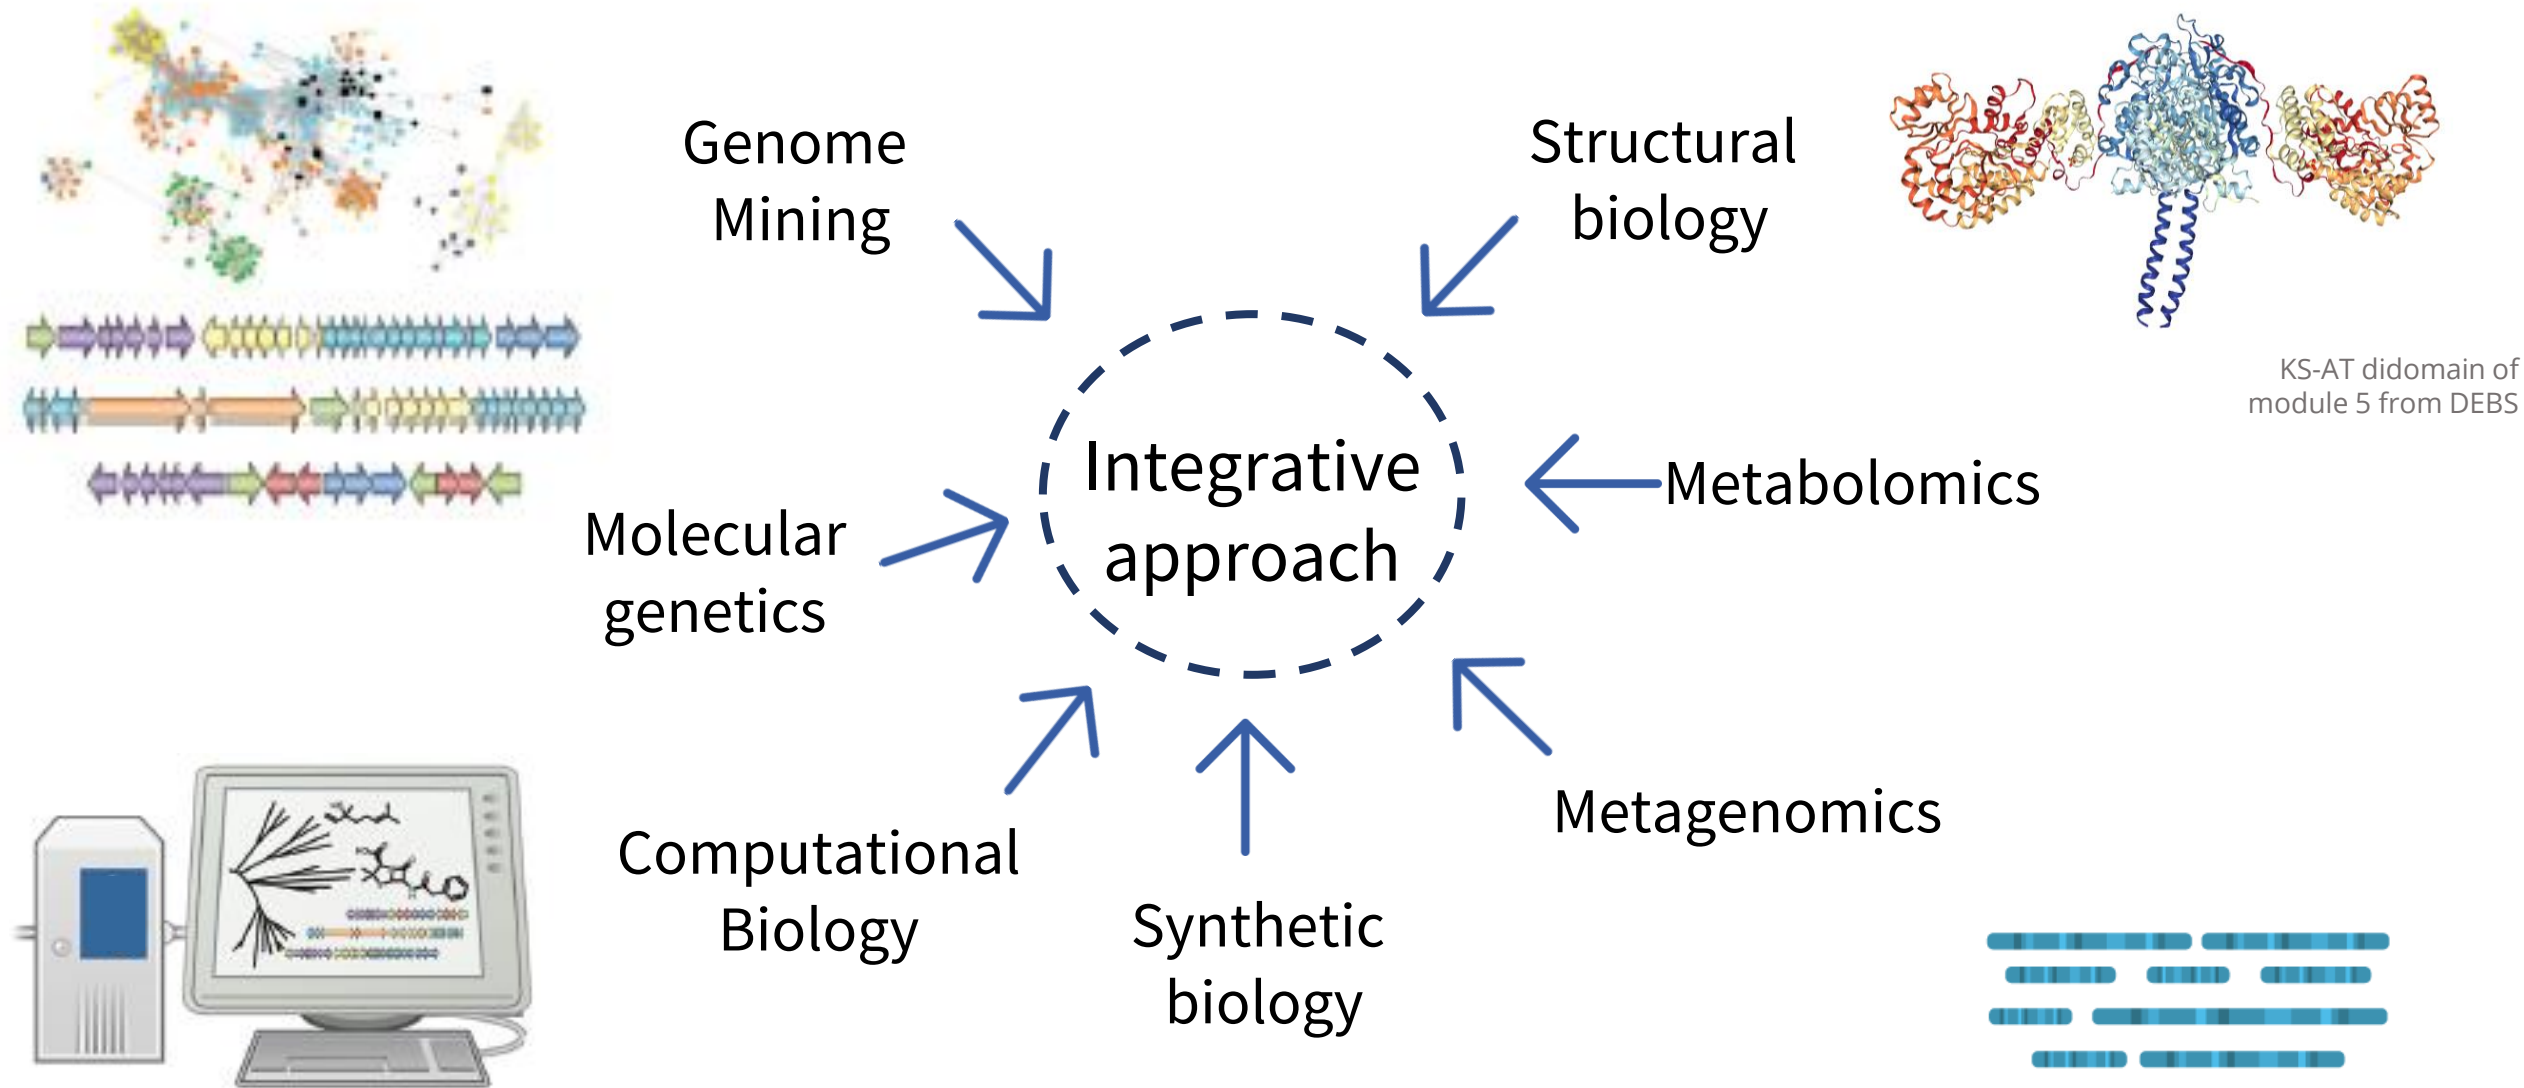 Genome
Mining
Structural
biology
KS-AT didomain of
module 5 from DEBS
Integrative
approach
Metabolomics
Molecular
genetics
Metagenomics
Computational
Biology
Synthetic
biology